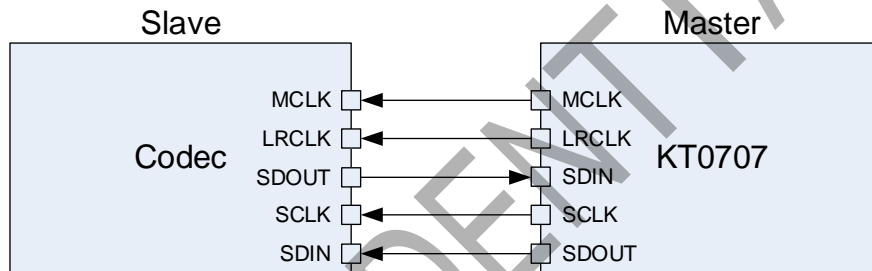 Slave Master
MCLK MCLK
LRCLK LRCLK
Codec KT0707
SDOUT SDIN
SCLK SCLK
SDIN SDOUT